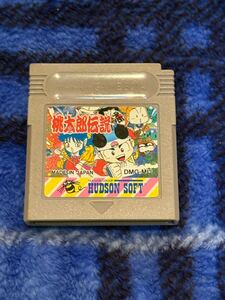 桃太郎伝説
MADE IN JAPAN
HUDSON SOFT